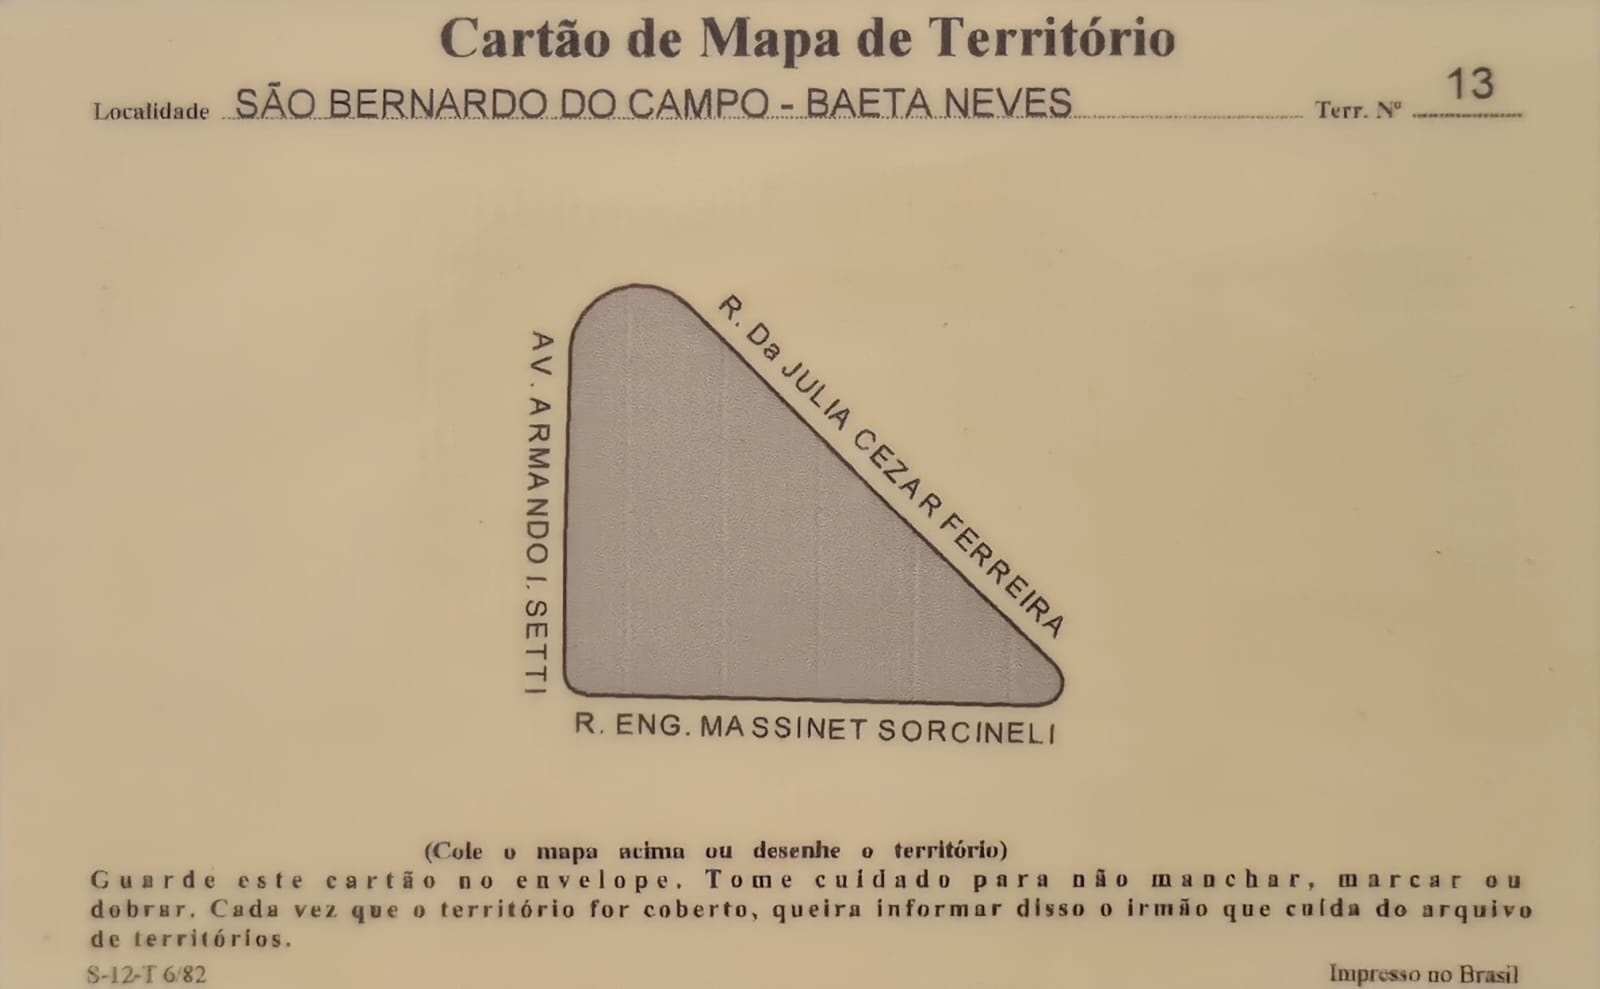 Cartão de Mapa de Território
Localidade SÃO BERNARDO DO CAMPO - BAETA NEVES Terr. Nº 13
R. Da JULIA CEZAR FERREIRA
AV. ARMANDO I. SETTI
R. ENG. MASSINET SORCINELI
(Cole o mapa acima ou desenhe o território)
Guarde este cartão no envelope. Tome cuidado para não manchar, marcar ou
dobrar. Cada vez que o território for coberto, queira informar disso o irmão que cuida do arquivo
de territórios.
S-12-T 6/82 Impresso no Brasil